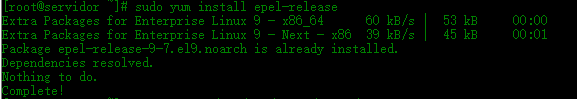 [root@servidor ~]# sudo yum install epel-release
Extra Packages for Enterprise Linux 9 - x86_64 60 kB/s | 53 kB 00:00
Extra Packages for Enterprise Linux 9 - Next - x86 39 kB/s | 45 kB 00:01
Package epel-release-9-7.el9.noarch is already installed.
Dependencies resolved.
Nothing to do.
Complete!